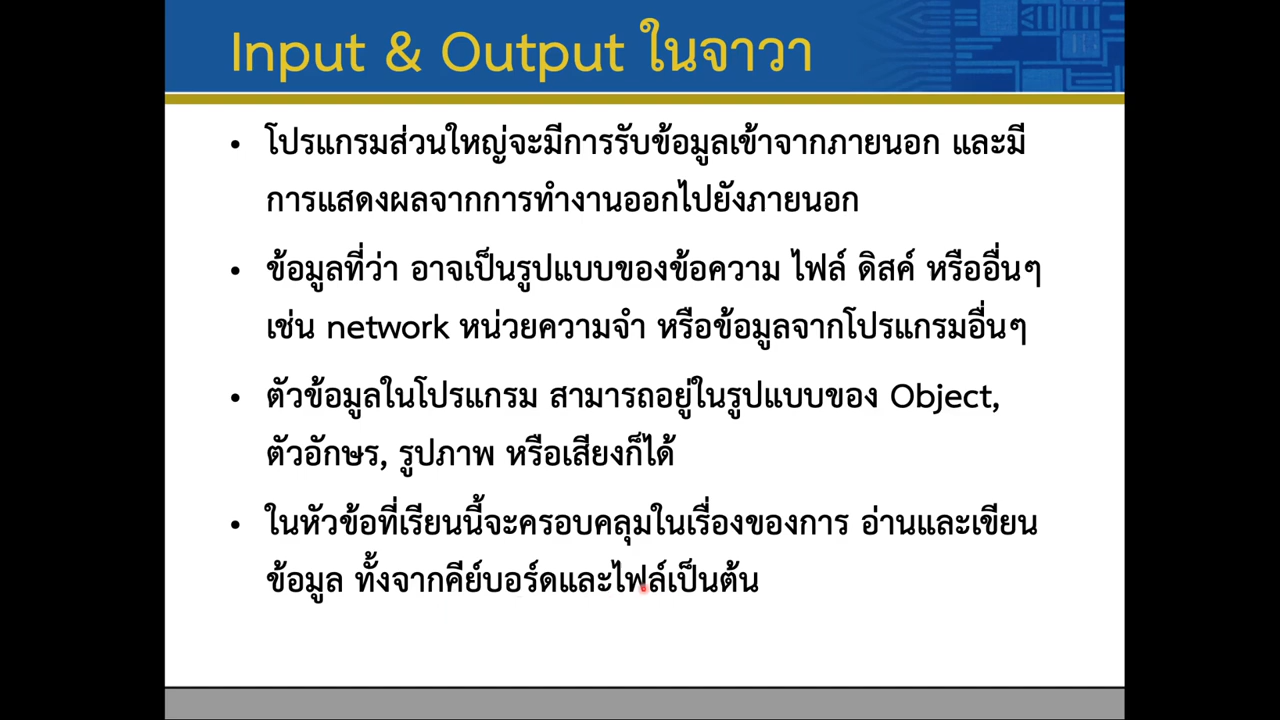 Input & Output ในจาวา
• โปรแกรมส่วนใหญ่จะมีการรับข้อมูลเข้าจากภายนอก และมี
การแสดงผลจากการทำงานออกไปยังภายนอก
• ข้อมูลที่ว่า อาจเป็นรูปแบบของข้อความ ไฟล์ ดิสค์ หรืออื่นๆ
เช่น network หน่วยความจำ หรือข้อมูลจากโปรแกรมอื่นๆ
• ตัวข้อมูลในโปรแกรม สามารถอยู่ในรูปแบบของ Object,
ตัวอักษร, รูปภาพ หรือเสียงก็ได้
• ในหัวข้อที่เรียนนี้จะครอบคลุมในเรื่องของการ อ่านและเขียน
ข้อมูล ทั้งจากคีย์บอร์ดและไฟล์เป็นต้น